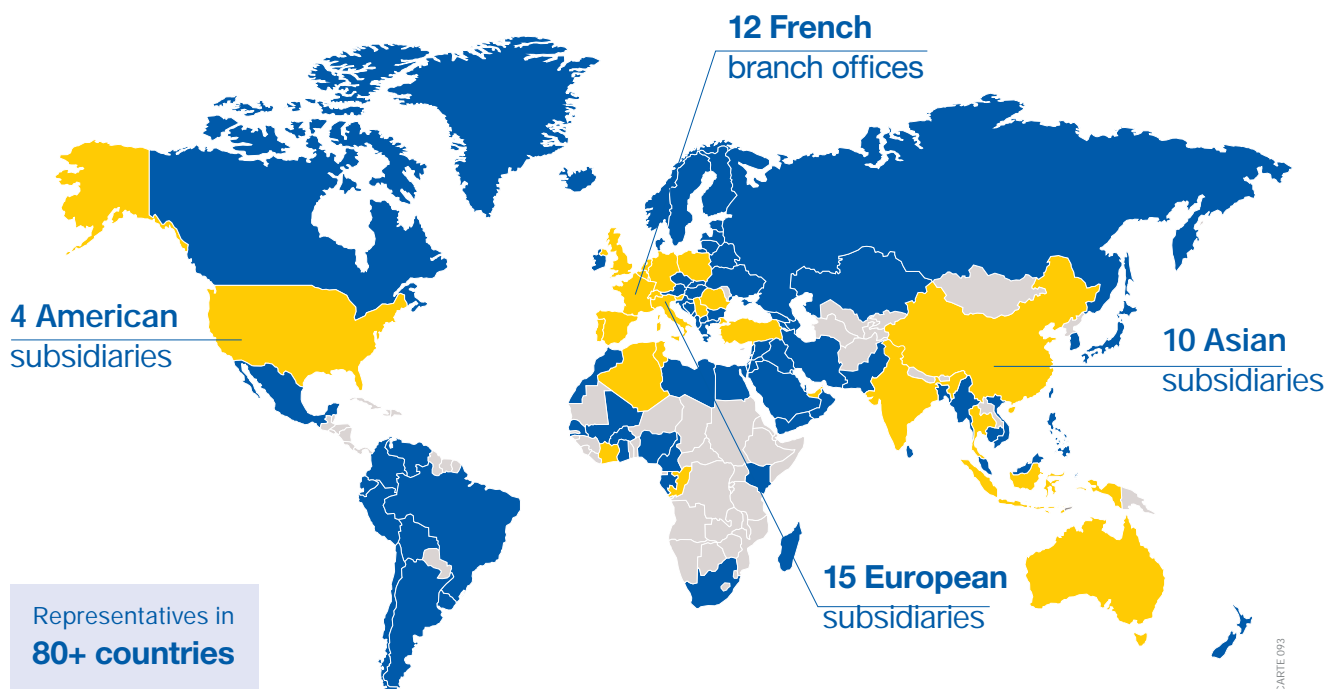 12 French
branch offices
4 American
subsidiaries
10 Asian
subsidiaries
15 European
subsidiaries
Representatives in
80+ countries
CARTE 093